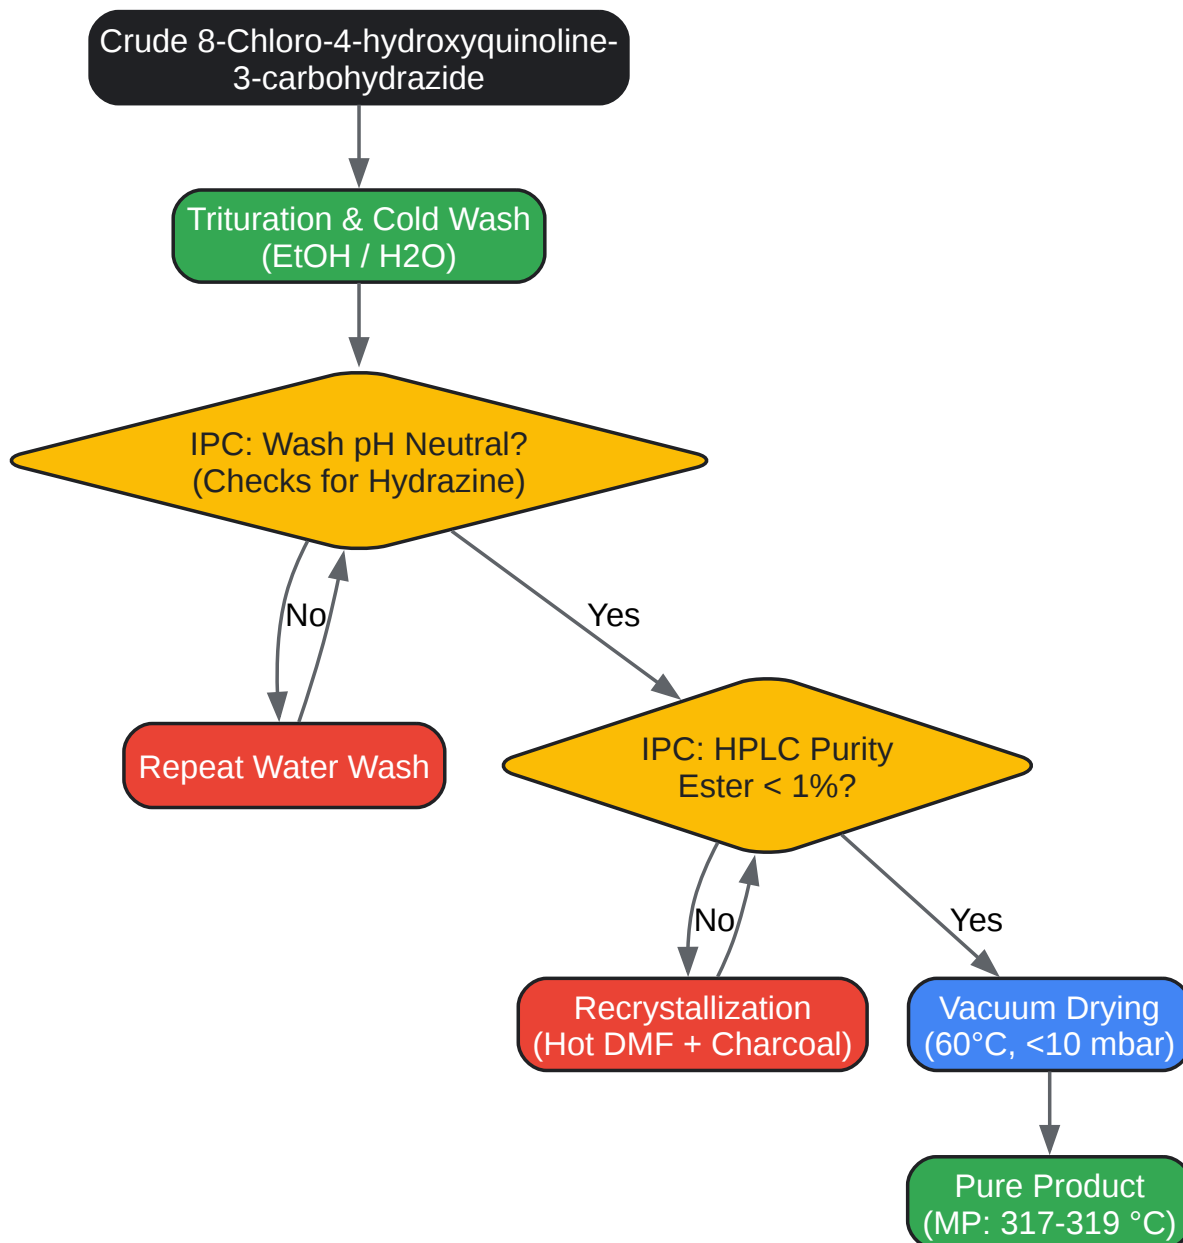 Crude 8-Chloro-4-hydroxyquinoline-
3-carbohydrazide
Trituration & Cold Wash
(EtOH / H2O)
IPC: Wash pH Neutral?
(Checks for Hydrazine)
No
Yes
Repeat Water Wash
IPC: HPLC Purity
Ester < 1%?
No
Yes
Recrystallization
(Hot DMF + Charcoal)
Vacuum Drying
(60°C, <10 mbar)
Pure Product
(MP: 317-319 °C)